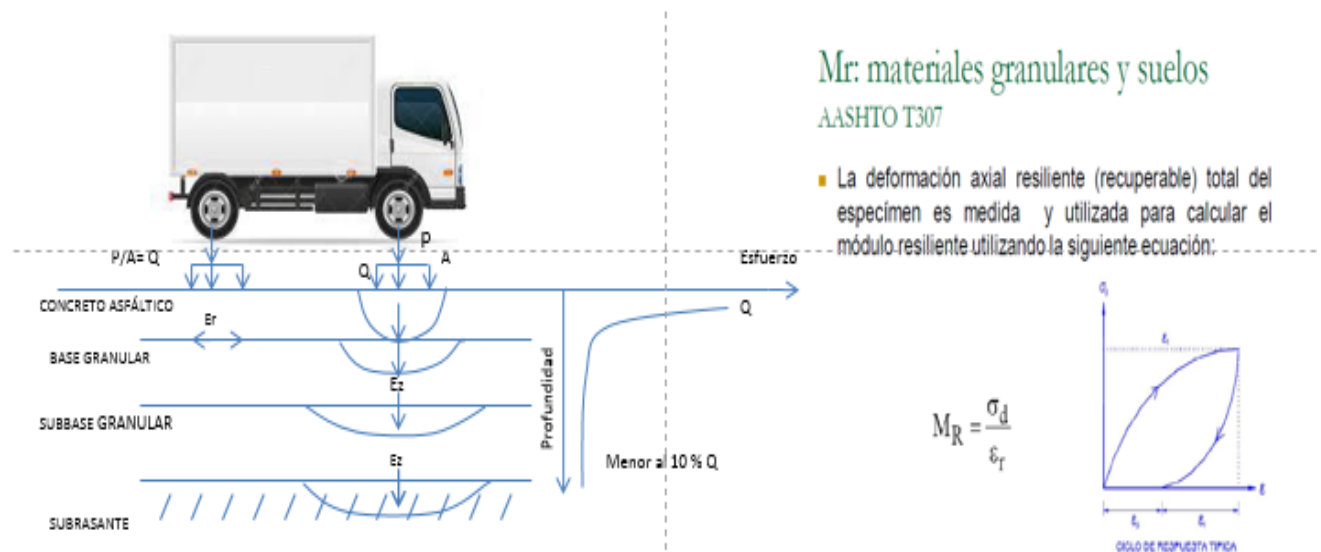 Mr: materiales granulares y suelos
AASHTO T307
La deformación axial resiliente (recuperable) total del
espécimen es medida y utilizada para calcular el
módulo resiliente utilizando la siguiente ecuación:
P
P/A= Q
Q
A
Esfuerzo
CONCRETO ASFÁLTICO
Q
Er
BASE GRANULAR
Ez
Profundidad
SUBBASE GRANULAR
Ez
Menor al 10 % Q
SUBRASANTE
M_R = σ_d / ε_r
ε
CICLO DE RESPUESTA TIPICA